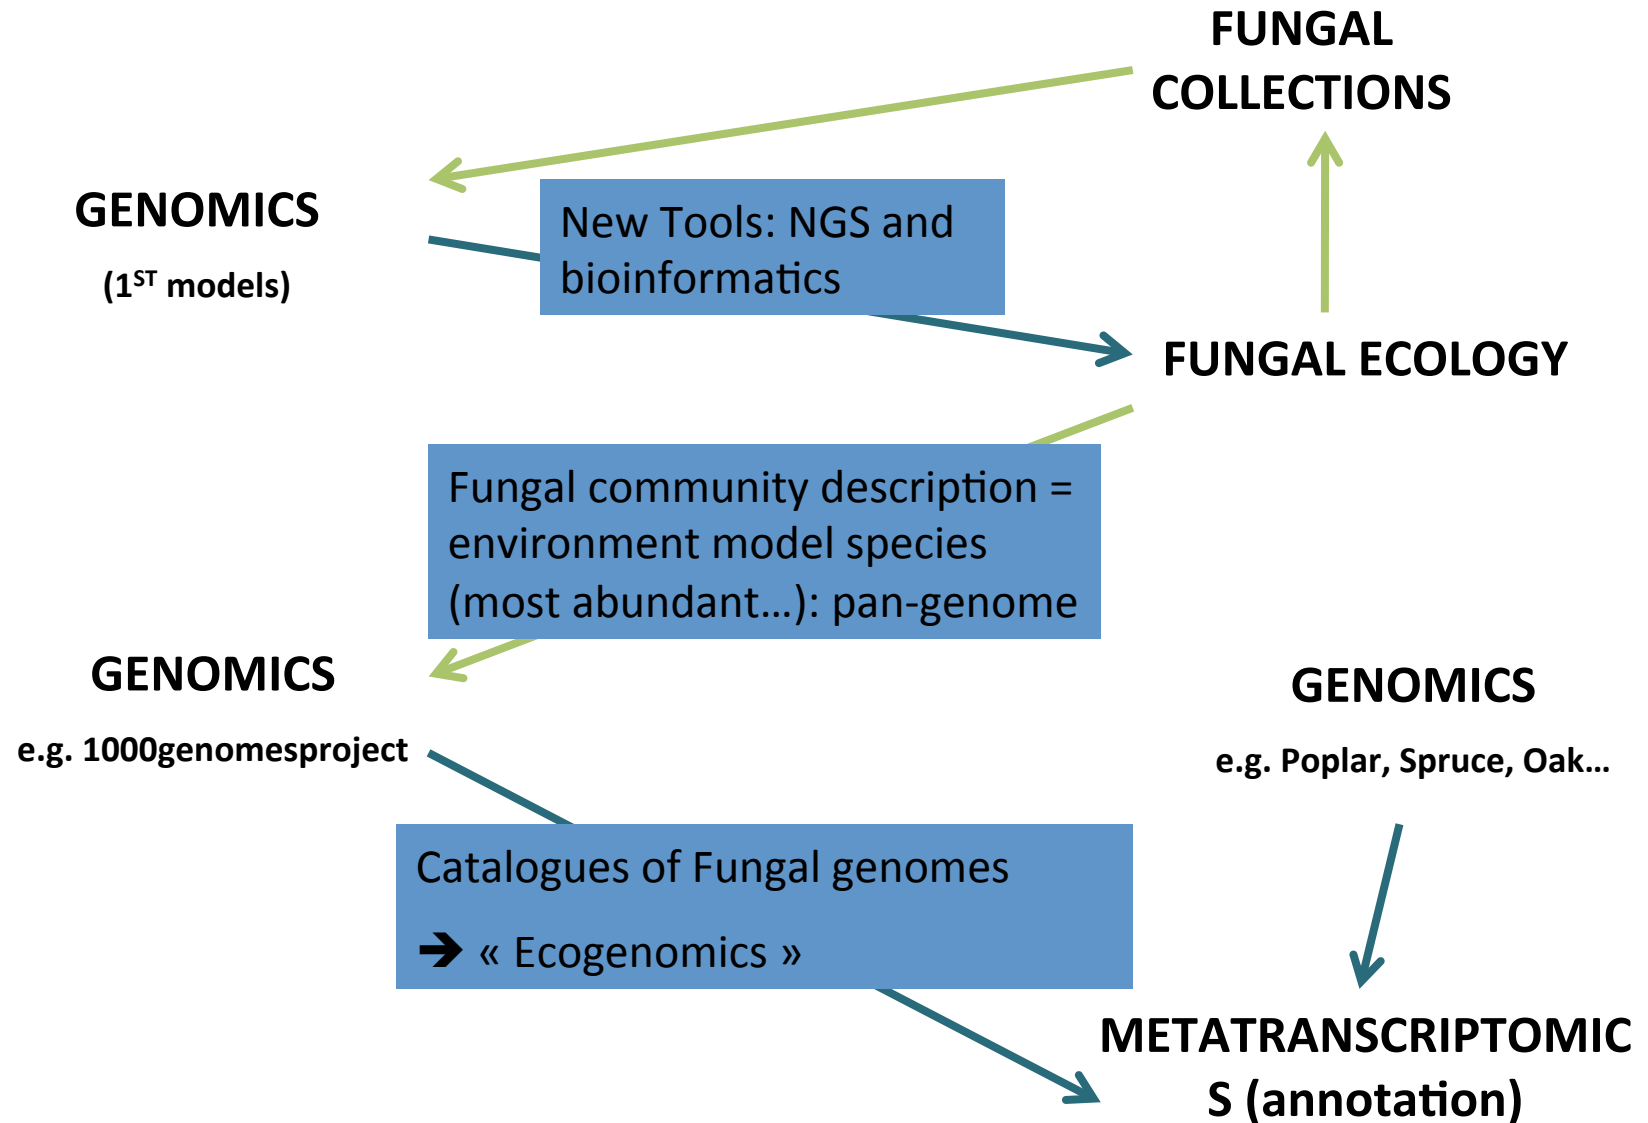 FUNGAL
COLLECTIONS
GENOMICS
(1ST models)
New Tools: NGS and
bioinformatics
FUNGAL ECOLOGY
Fungal community description =
environment model species
(most abundant…): pan-genome
GENOMICS
e.g. 1000genomesproject
GENOMICS
e.g. Poplar, Spruce, Oak…
Catalogues of Fungal genomes
➔ « Ecogenomics »
METATRANSCRIPTOMIC
S (annotation)